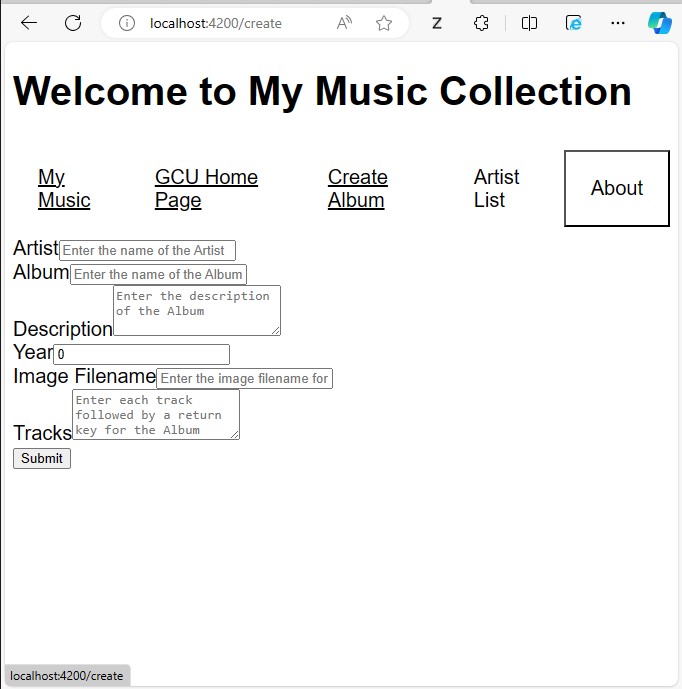 localhost:4200/create
Welcome to My Music Collection
My Music
GCU Home Page
Create Album
Artist List
About
Artist Enter the name of the Artist
Album Enter the name of the Album
Description Enter the description of the Album
Year 0
Image Filename Enter the image filename for
Tracks Enter each track followed by a return key for the Album
Submit
localhost:4200/create